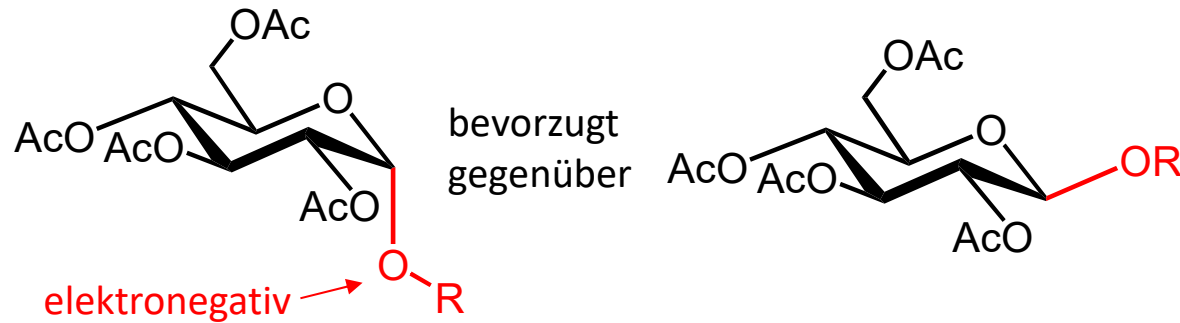 OAc
O
AcO
AcO
AcO
O
R
elektronegativ
bevorzugt
gegenüber
OAc
O
OR
AcO
AcO
AcO